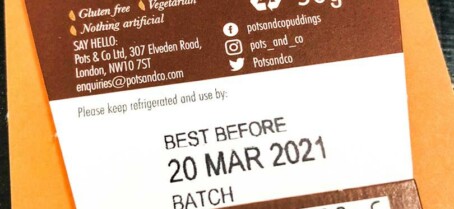 Gluten free Vegetarian
Nothing artificial
SAY HELLO:
Pots & Co Ltd, 307 Elveden Road,
London, NW10 7ST
enquiries@potsandco.com
potsandcopuddings
pots_and_co
Potsandco
Please keep refrigerated and use by:
BEST BEFORE
20 MAR 2021
BATCH